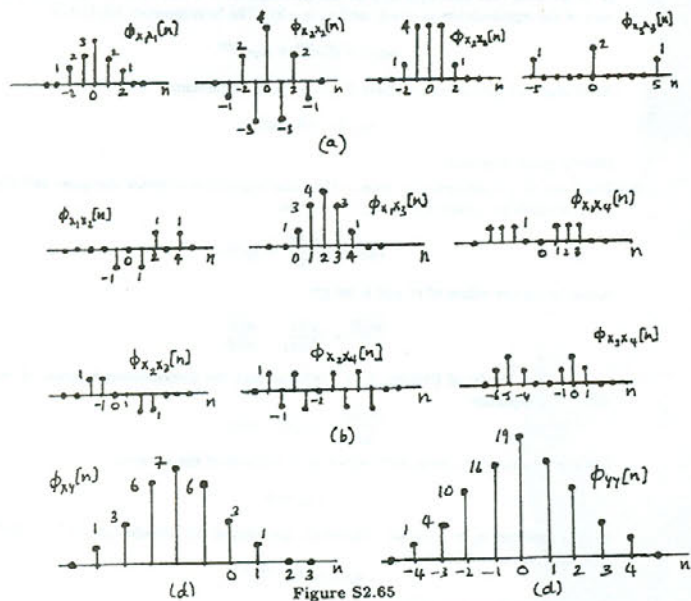 ϕx₁x₁[n] ϕx₂x₂[n] ϕx₃x₃[n] ϕx₃x₃[n]
1 2 3 2 1 -2 0 2 n
4 2 2 -2 0 2 -1 -3 -3 -1 n
4 1 1 -2 0 2 n
1 2 1 -5 0 5 n
(a)
ϕx₁x₂[n] ϕx₁x₃[n] ϕx₁x₄[n]
-1 0 1 1 2 4 1 n
1 3 4 3 1 0 1 2 3 4 n
1 0 1 2 3 n
ϕx₂x₃[n] ϕx₂x₄[n] ϕx₃x₄[n]
1 -1 0 1 1 n
1 -1 -2 n
-6 -5 -4 -1 0 1 n
(b)
ϕxy[n] ϕyy[n]
1 3 6 7 6 3 1 0 1 2 3 n
1 4 10 16 19 -4 -3 -2 -1 0 1 2 3 4 n
(d) (d)
Figure S2.65